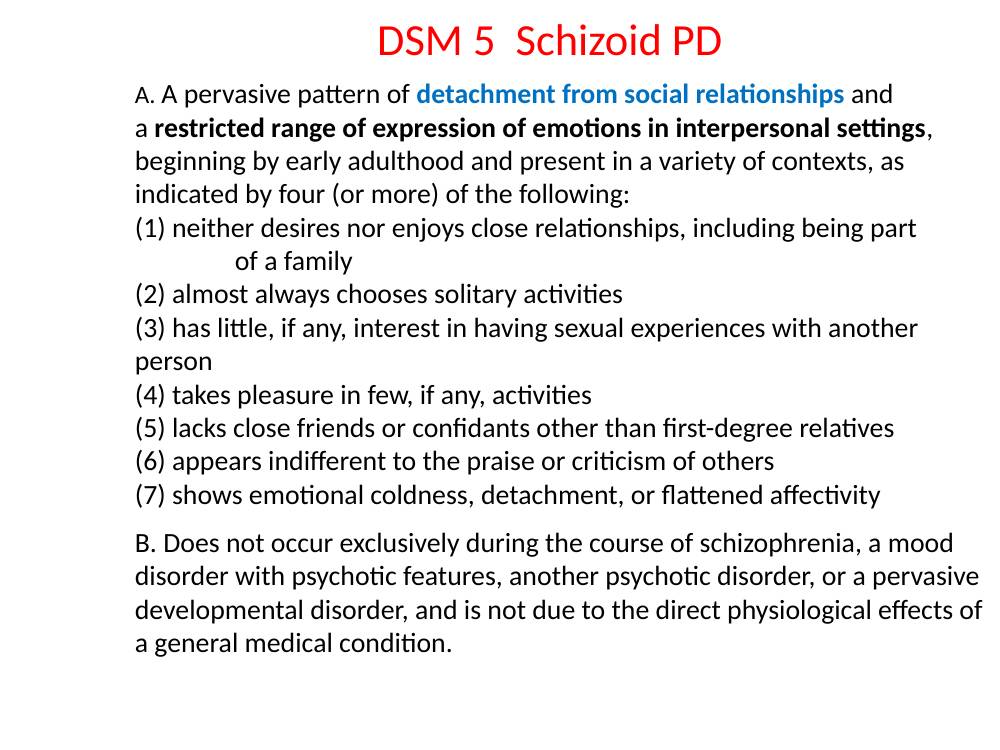 DSM 5 Schizoid PD
A. A pervasive pattern of detachment from social relationships and
a restricted range of expression of emotions in interpersonal settings,
beginning by early adulthood and present in a variety of contexts, as
indicated by four (or more) of the following:
(1) neither desires nor enjoys close relationships, including being part
of a family
(2) almost always chooses solitary activities
(3) has little, if any, interest in having sexual experiences with another
person
(4) takes pleasure in few, if any, activities
(5) lacks close friends or confidants other than first-degree relatives
(6) appears indifferent to the praise or criticism of others
(7) shows emotional coldness, detachment, or flattened affectivity
B. Does not occur exclusively during the course of schizophrenia, a mood
disorder with psychotic features, another psychotic disorder, or a pervasive
developmental disorder, and is not due to the direct physiological effects of
a general medical condition.